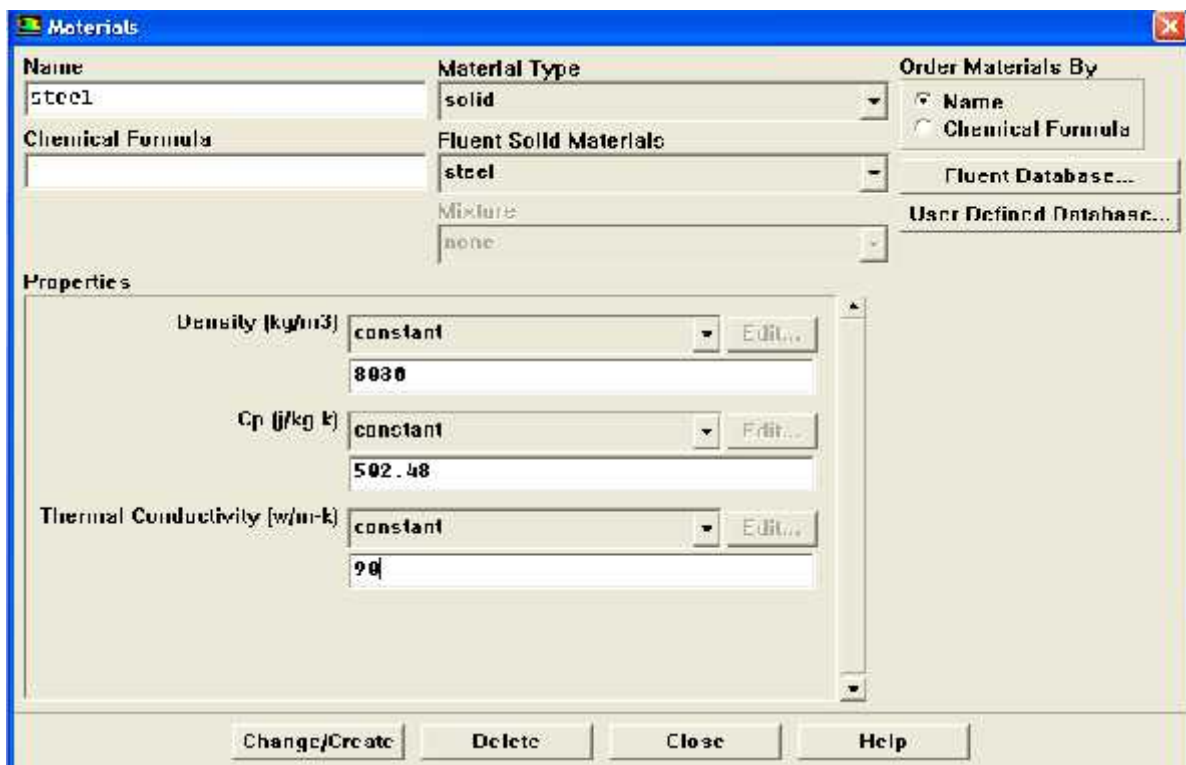 Materials
Name
steel
Chemical Formula
Material Type
solid
Fluent Solid Materials
steel
Mixture
none
Order Materials By
Name
Chemical Formula
Fluent Database...
User Defined Database...
Properties
Density (kg/m3)
constant
Edit...
8030
Cp (j/kg-k)
constant
Edit...
502.48
Thermal Conductivity (w/m-k)
constant
Edit...
90
Change/Create
Delete
Close
Help